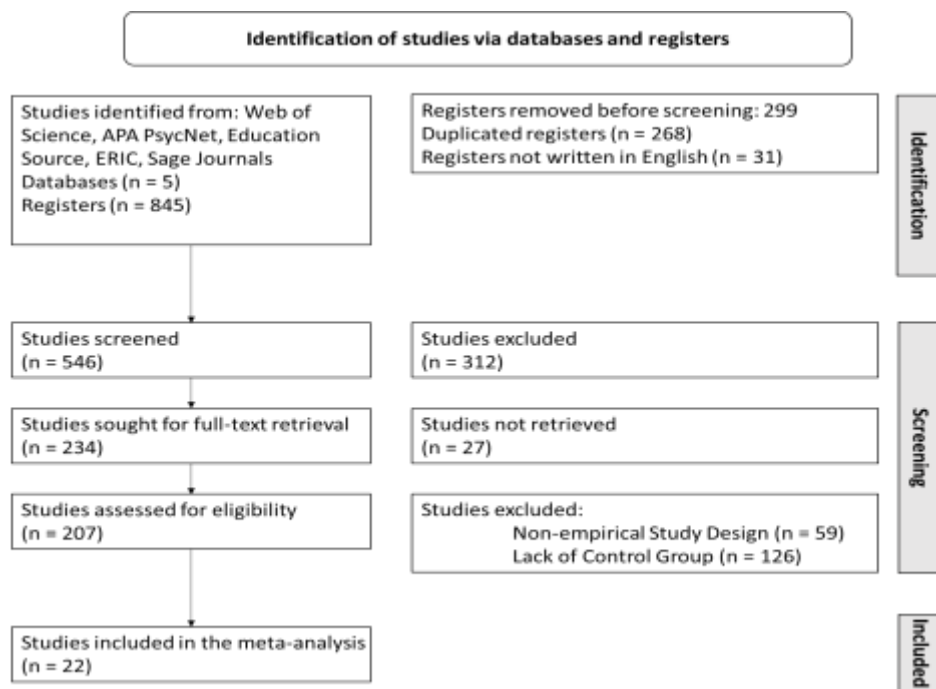 Identification of studies via databases and registers
Studies identified from: Web of
Science, APA PsycNet, Education
Source, ERIC, Sage Journals
Databases (n = 5)
Registers (n = 845)
Registers removed before screening: 299
Duplicated registers (n = 268)
Registers not written in English (n = 31)
Identification
Studies screened
(n = 546)
Studies excluded
(n = 312)
Studies sought for full-text retrieval
(n = 234)
Studies not retrieved
(n = 27)
Studies assessed for eligibility
(n = 207)
Studies excluded:
Non-empirical Study Design (n = 59)
Lack of Control Group (n = 126)
Screening
Studies included in the meta-analysis
(n = 22)
Included